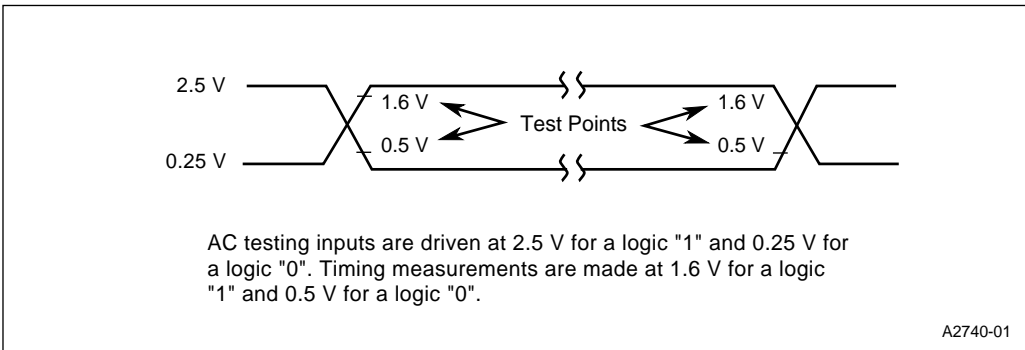 2.5 V
1.6 V
1.6 V
Test Points
0.5 V
0.5 V
0.25 V
AC testing inputs are driven at 2.5 V for a logic "1" and 0.25 V for
a logic "0". Timing measurements are made at 1.6 V for a logic
"1" and 0.5 V for a logic "0".
A2740-01